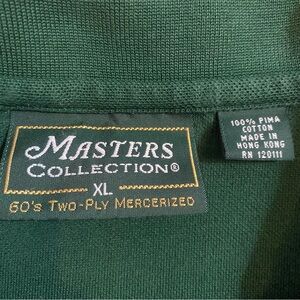 MASTERS
COLLECTION®
XL
60's TWO-PLY MERCERIZED
100% PIMA
COTTON
MADE IN
HONG KONG
RN 120111